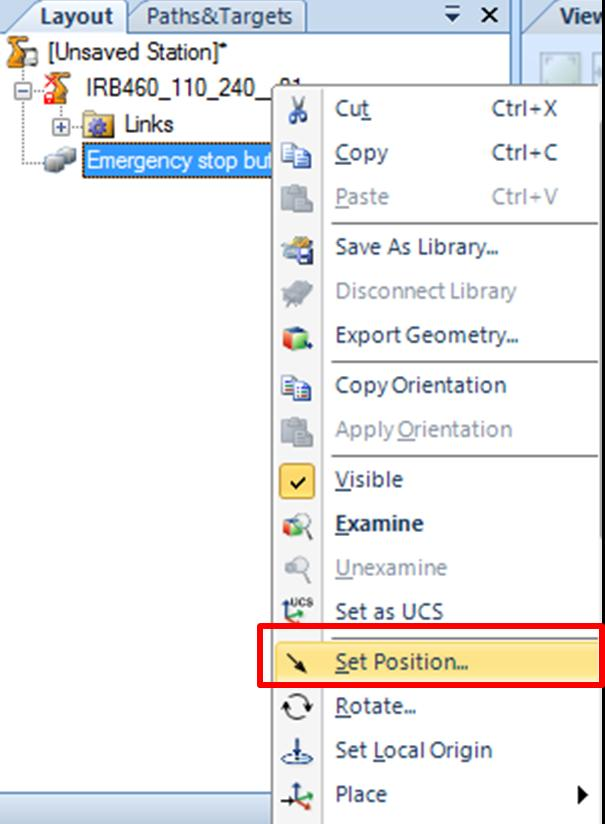 Layout Paths&Targets View
[Unsaved Station]*
IRB460_110_240__01
Links
Emergency stop
Cut Ctrl+X
Copy Ctrl+C
Paste Ctrl+V
Save As Library...
Disconnect Library
Export Geometry...
Copy Orientation
Apply Orientation
Visible
Examine
Unexamine
UCS
Set as UCS
Set Position...
Rotate...
Set Local Origin
Place